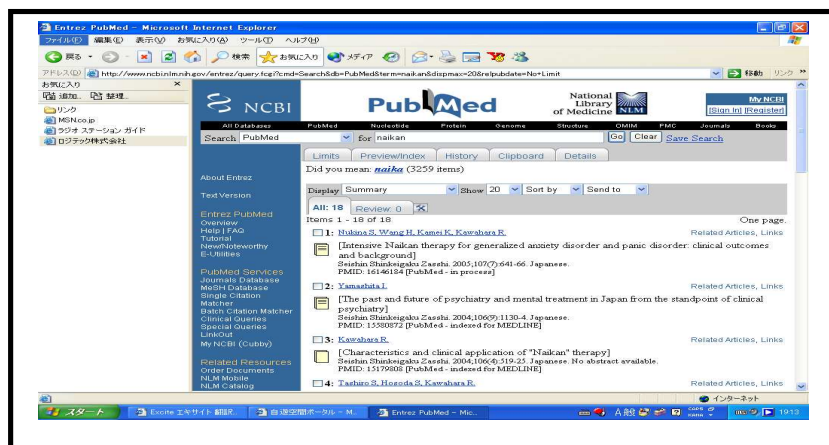 Entrez PubMed - Microsoft Internet Explorer
ファイル(F) 編集(E) 表示(V) お気に入り(A) ツール(T) ヘルプ(H)
戻る 検索 お気に入り メディア
アドレス(D) http://www.ncbi.nlm.nih.gov/entrez/query.fcgi?cmd=Search&db=PubMed&term=naikan&dispmax=20&relpubdate=No+Limit 移動 リンク
お気に入り
追加... 整理...
リンク
MSN.co.jp
ラジオ ステーション ガイド
ロジテック株式会社
NCBI
PubMed
National
Library
of Medicine NLM
My NCBI
[Sign In] [Register]
All Databases PubMed Nucleotide Protein Genome Structure OMIM PMC Journals Books
Search PubMed for naikan Go Clear Save Search
Limits Preview/Index History Clipboard Details
Did you mean: naika (3259 items)
Display Summary Show 20 Sort by Send to
All: 18 Review: 0
Items 1 - 18 of 18 One page.
1: Nukina S, Wang H, Kamei K, Kawahara R. Related Articles, Links
[Intensive Naikan therapy for generalized anxiety disorder and panic disorder: clinical outcomes
and background]
Seishin Shinkeigaku Zasshi. 2005;107(7):641-66. Japanese.
PMID: 16146184 [PubMed - in process]
2: Yamashita I. Related Articles, Links
[The past and future of psychiatry and mental treatment in Japan from the standpoint of clinical
psychiatry]
Seishin Shinkeigaku Zasshi. 2004;106(9):1130-4. Japanese.
PMID: 15580872 [PubMed - indexed for MEDLINE]
3: Kawahara R. Related Articles, Links
[Characteristics and clinical application of "Naikan" therapy]
Seishin Shinkeigaku Zasshi. 2004;106(4):519-25. Japanese. No abstract available.
PMID: 15179808 [PubMed - indexed for MEDLINE]
4: Tashiro S, Hosoda S, Kawahara R. Related Articles, Links
About Entrez
Text Version
Entrez PubMed
Overview
Help | FAQ
Tutorial
New/Noteworthy
E-Utilities
PubMed Services
Journals Database
MeSH Database
Single Citation
Matcher
Batch Citation Matcher
Clinical Queries
Special Queries
LinkOut
My NCBI (Cubby)
Related Resources
Order Documents
NLM Mobile
NLM Catalog
インターネット
スタート Excite エキサイト 翻訳... Entrez PubMed - Mic... A 般 CAPS KANA 19:13